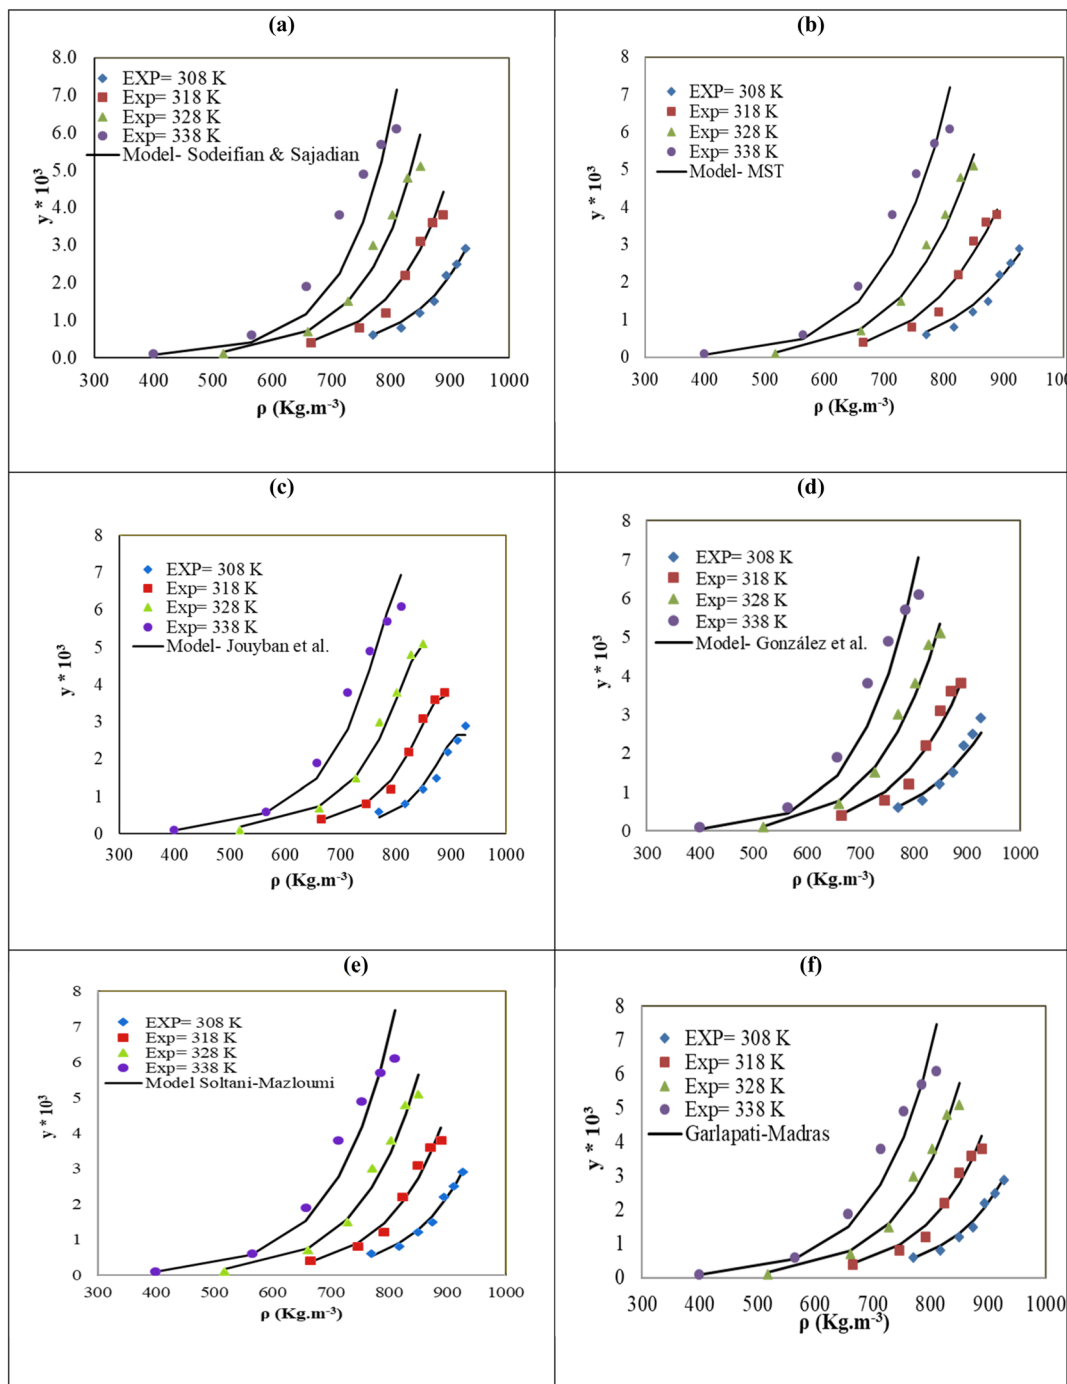 (a)
8.0
7.0
6.0
5.0
4.0
3.0
2.0
1.0
0.0
y * 10³
EXP= 308 K
Exp= 318 K
Exp= 328 K
Exp= 338 K
Model- Sodeifian & Sajadian
300 400 500 600 700 800 900 1000
ρ (Kg.m⁻³)
(b)
8
7
6
5
4
3
2
1
0
y * 10³
EXP= 308 K
Exp= 318 K
Exp= 328 K
Exp= 338 K
Model- MST
300 400 500 600 700 800 900 100
ρ (Kg.m⁻³)
(c)
8
7
6
5
4
3
2
1
0
y * 10³
EXP= 308 K
Exp= 318 K
Exp= 328 K
Exp= 338 K
Model- Jouyban et al.
300 400 500 600 700 800 900 1000
ρ (Kg.m⁻³)
(d)
8
7
6
5
4
3
2
1
0
y * 10³
EXP= 308 K
Exp= 318 K
Exp= 328 K
Exp= 338 K
Model- González et al.
300 400 500 600 700 800 900 1000
ρ (Kg.m⁻³)
(e)
8
7
6
5
4
3
2
1
0
y * 10³
EXP= 308 K
Exp= 318 K
Exp= 328 K
Exp= 338 K
Model Soltani-Mazloumi
300 400 500 600 700 800 900 1000
ρ (Kg.m⁻³)
(f)
8
7
6
5
4
3
2
1
0
y * 10³
EXP= 308 K
Exp= 318 K
Exp= 328 K
Exp= 338 K
Garlapati-Madras
300 400 500 600 700 800 900 1000
ρ (Kg.m⁻³)